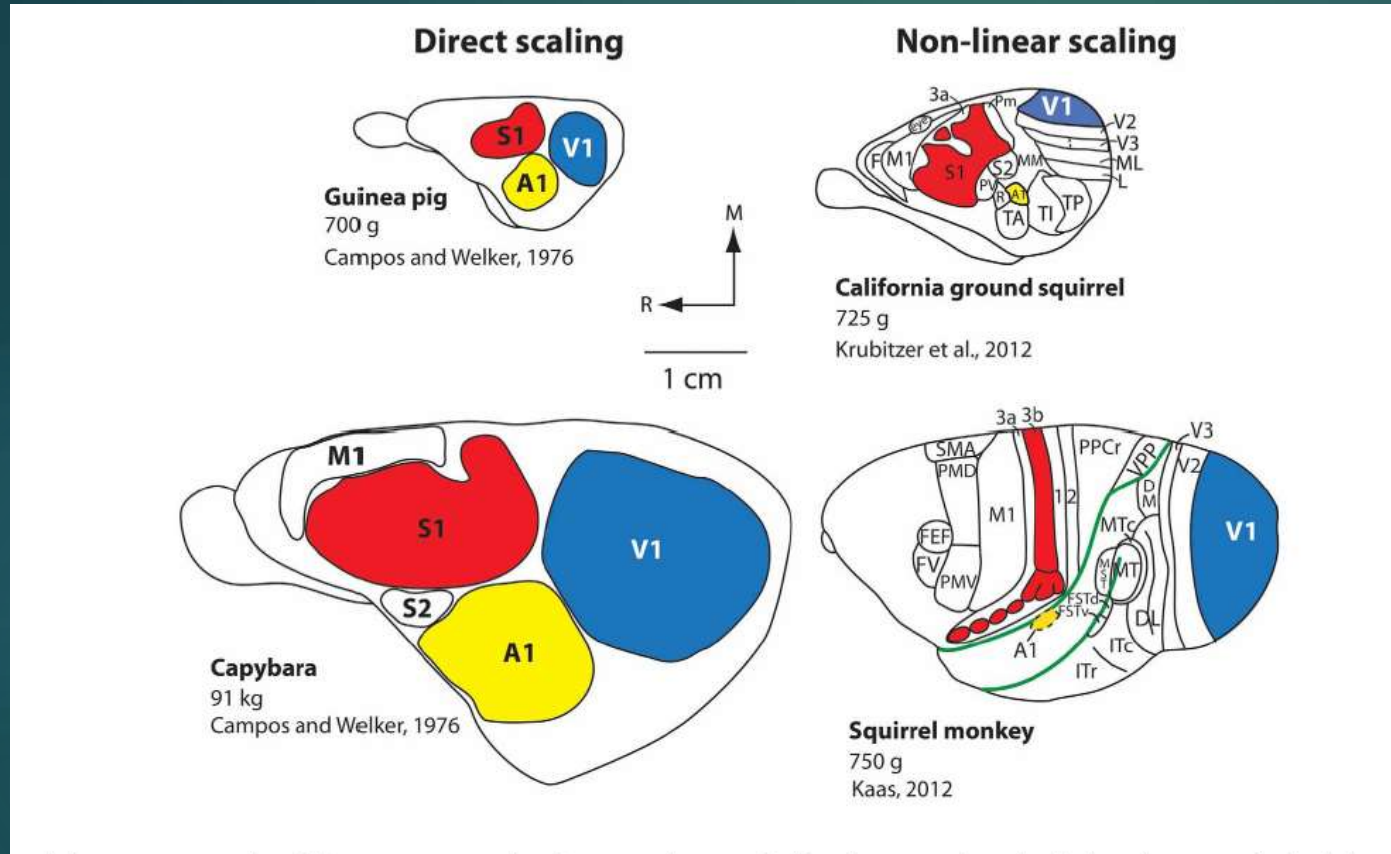 Direct scaling
Non-linear scaling
S1
V1
A1
Guinea pig
700 g
Campos and Welker, 1976
3a
Pm
V1
eye
V2
V3
ML
L
F
M1
S1
S2
MM
PV
R
A1
TA
TI
TP
California ground squirrel
725 g
Krubitzer et al., 2012
M
R
1 cm
M1
S1
V1
S2
A1
Capybara
91 kg
Campos and Welker, 1976
3a
3b
SMA
PMD
M1
1
2
PPCr
VPP
V3
V2
DM
V1
FEF
FV
PMV
MTc
MST
MT
FSTd
FSTv
DL
A1
ITc
ITr
Squirrel monkey
750 g
Kaas, 2012